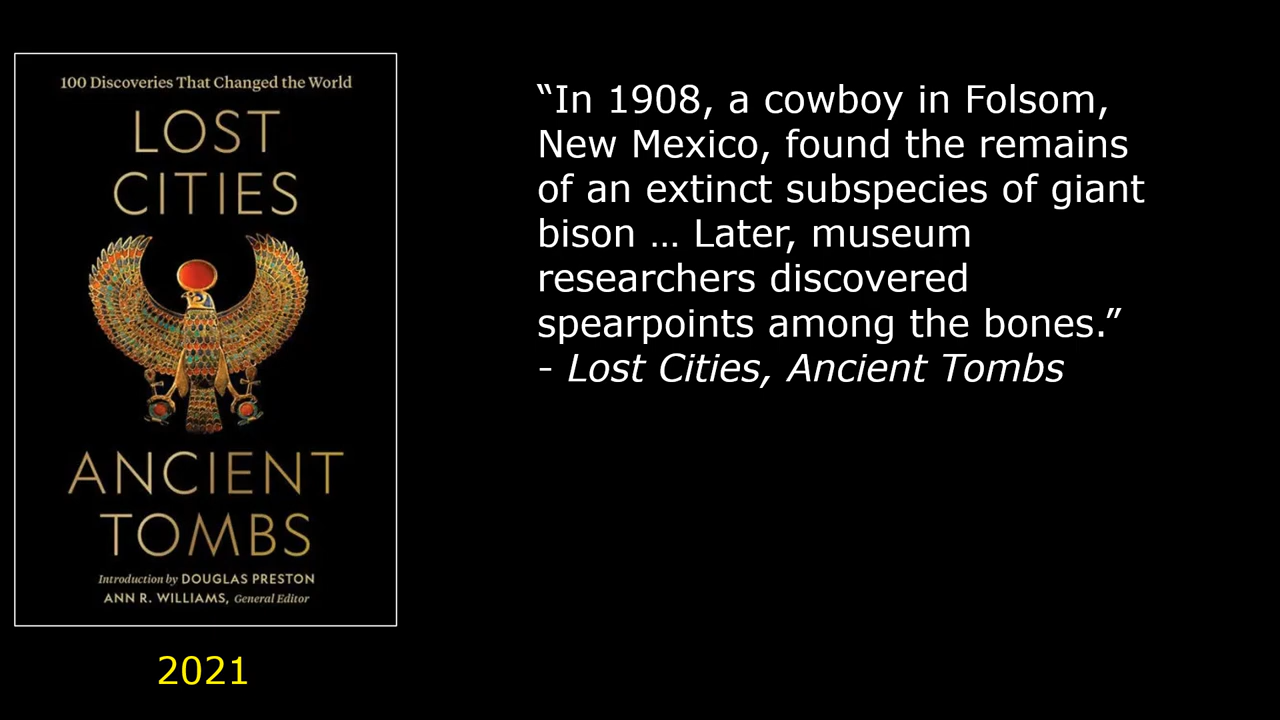 100 Discoveries That Changed the World
LOST
CITIES
ANCIENT
TOMBS
Introduction by DOUGLAS PRESTON
ANN R. WILLIAMS, General Editor
2021
“In 1908, a cowboy in Folsom,
New Mexico, found the remains
of an extinct subspecies of giant
bison … Later, museum
researchers discovered
spearpoints among the bones.”
- Lost Cities, Ancient Tombs